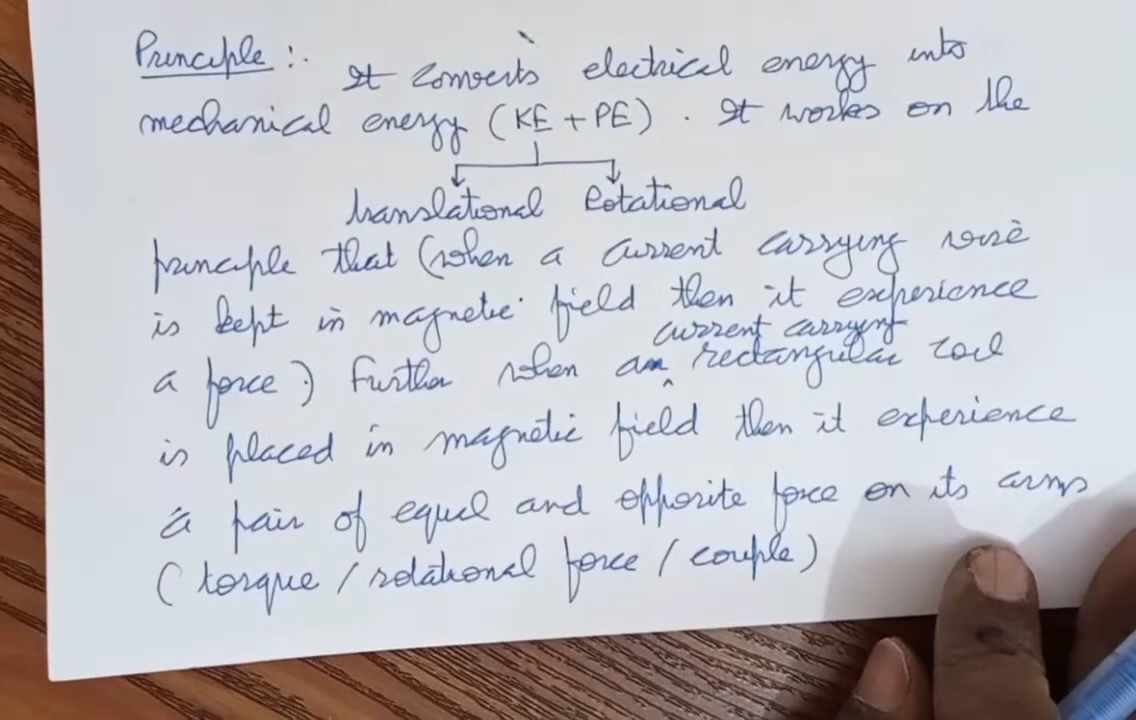 Principle :- It converts electrical energy into
mechanical energy (KE + PE). It works on the
translational rotational
principle that (when a current carrying wire
is kept in magnetic field then it experience
current carrying
a force.) Further when a rectangular coil
is placed in magnetic field then it experience
a pair of equal and opposite force on its arms
(torque / rotational force / couple)